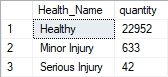 Health_Name quantity
1 Healthy 22952
2 Minor Injury 633
3 Serious Injury 42